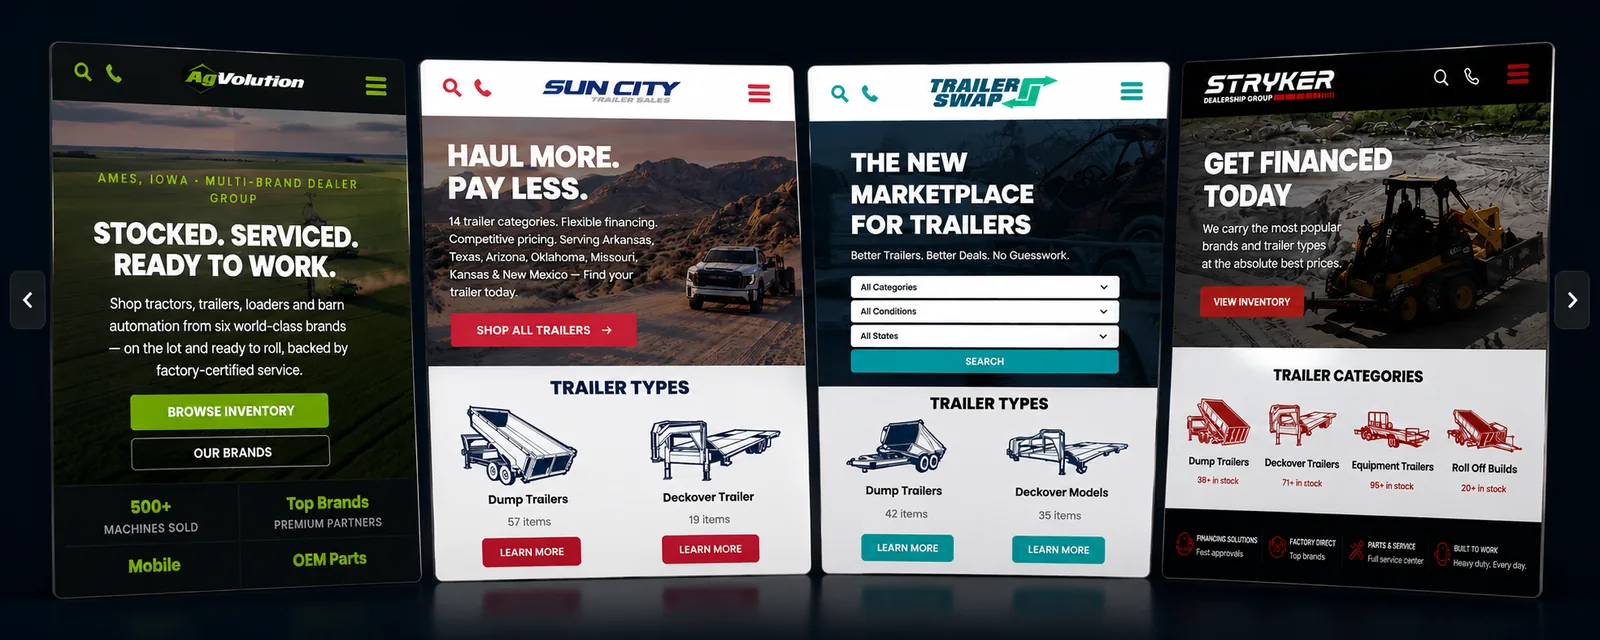 AgVolution
AMES, IOWA • MULTI-BRAND DEALER
GROUP
STOCKED. SERVICED.
READY TO WORK.
Shop tractors, trailers, loaders and barn
automation from six world-class brands
— on the lot and ready to roll, backed by
factory-certified service.
BROWSE INVENTORY
OUR BRANDS
500+
MACHINES SOLD
Top Brands
PREMIUM PARTNERS
Mobile
OEM Parts
SUN CITY
TRAILER SALES
HAUL MORE.
PAY LESS.
14 trailer categories. Flexible financing.
Competitive pricing. Serving Arkansas,
Texas, Arizona, Oklahoma, Missouri,
Kansas & New Mexico — Find your
trailer today.
SHOP ALL TRAILERS →
TRAILER TYPES
Dump Trailers
57 items
LEARN MORE
Deckover Trailer
19 items
LEARN MORE
TRAILER
SWAP
THE NEW
MARKETPLACE
FOR TRAILERS
Better Trailers. Better Deals. No Guesswork.
All Categories
All Conditions
All States
SEARCH
TRAILER TYPES
Dump Trailers
42 items
LEARN MORE
Deckover Models
35 items
LEARN MORE
STRYKER
DEALERSHIP GROUP
GET FINANCED
TODAY
We carry the most popular
brands and trailer types
at the absolute best prices.
VIEW INVENTORY
TRAILER CATEGORIES
Dump Trailers
38+ in stock
Deckover Trailers
71+ in stock
Equipment Trailers
95+ in stock
Roll Off Builds
20+ in stock
FINANCING SOLUTIONS
Fest approvals
FACTORY DIRECT
Top brands
PARTS & SERVICE
Full service center
BUILT TO WORK
Heavy duty. Every day.